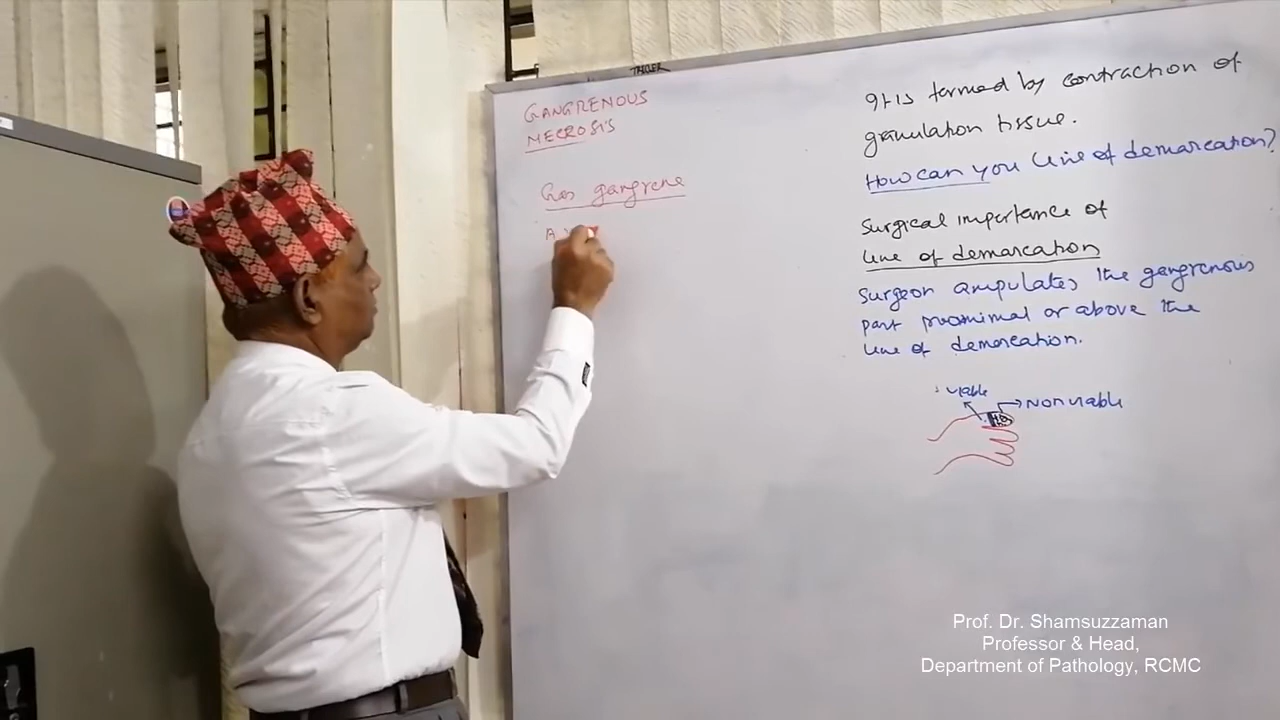 TRACER
GANGRENOUS
NECROSIS
Gas gangrene
A
It is formed by contraction of
granulation tissue.
How can you line of demarcation?
Surgical importance of
line of demarcation
Surgeon amputates the gangrenous
part proximal or above the
line of demarcation.
viable
Nonviable
Prof. Dr. Shamsuzzaman
Professor & Head,
Department of Pathology, RCMC